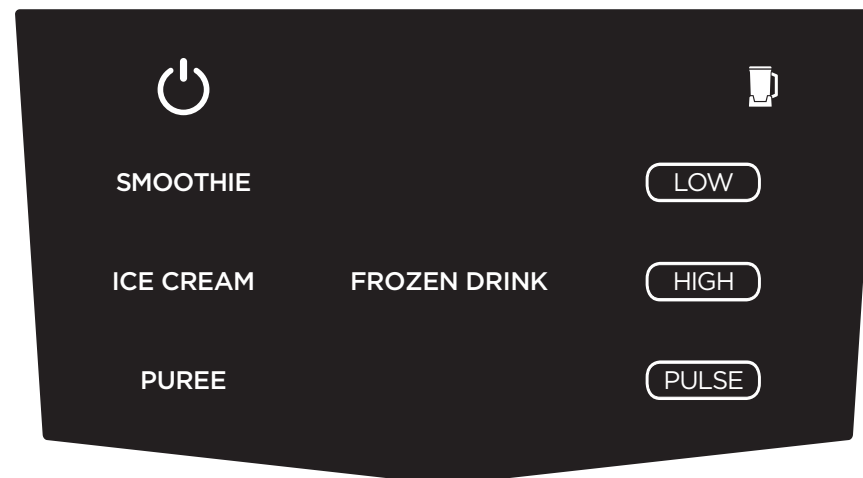 SMOOTHIE
LOW
ICE CREAM
FROZEN DRINK
HIGH
PUREE
PULSE